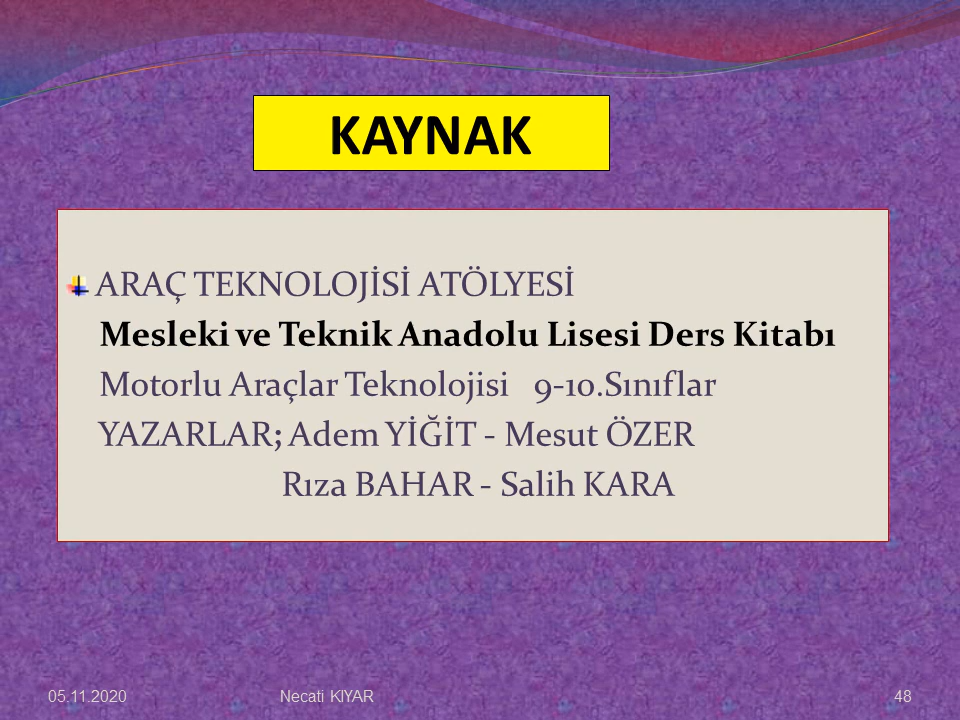 KAYNAK
ARAÇ TEKNOLOJİSİ ATÖLYESİ
Mesleki ve Teknik Anadolu Lisesi Ders Kitabı
Motorlu Araçlar Teknolojisi 9-10.Sınıflar
YAZARLAR; Adem YİĞİT - Mesut ÖZER
Rıza BAHAR - Salih KARA
05.11.2020 Necati KIYAR 48